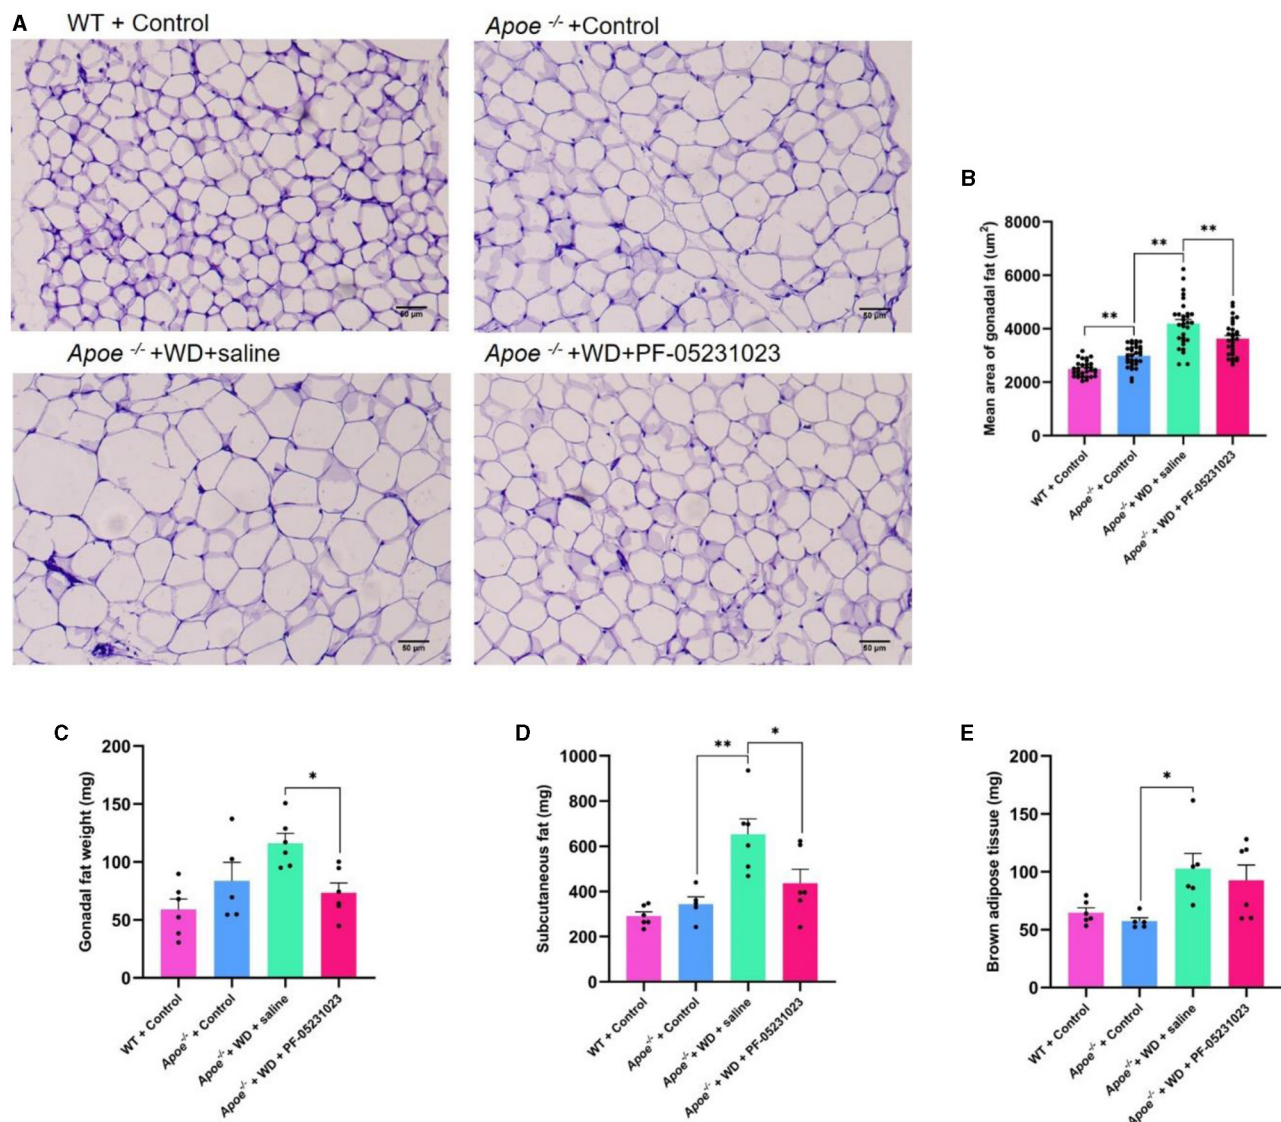 A
WT + Control
Apoe -/- +Control
50 µm
50 µm
Apoe -/- +WD+saline
Apoe -/- +WD+PF-05231023
50 µm
50 µm
B
Mean area of gonadal fat (um²)
8000
6000
4000
2000
0
**
**
**
WT + Control
Apoe-/- + Control
Apoe-/- + WD + saline
Apoe-/- + WD + PF-05231023
C
Gonadal fat weight (mg)
200
150
100
50
0
*
WT + Control
Apoe-/- + Control
Apoe-/- + WD + saline
Apoe-/- + WD + PF-05231023
D
Subcutaneous fat (mg)
1000
800
600
400
200
0
**
*
WT + Control
Apoe-/- + Control
Apoe-/- + WD + saline
Apoe-/- + WD + PF-05231023
E
Brown adipose tissue (mg)
200
150
100
50
0
*
WT + Control
Apoe-/- + Control
Apoe-/- + WD + saline
Apoe-/- + WD + PF-05231023